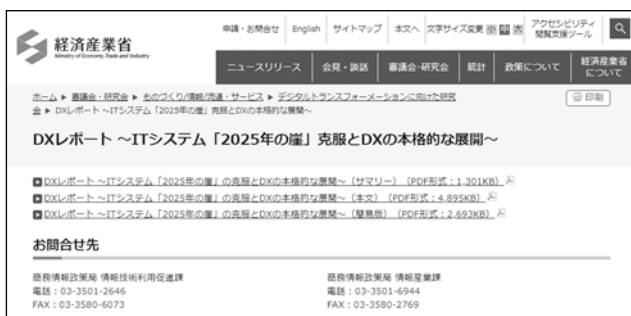 申請・お問合せ English サイトマップ 本文へ 文字サイズ変更 小 中 大 アクセシビリティ
閲覧支援ツール
経済産業省
Ministry of Economy, Trade and Industry
ニュースリリース 会見・談話 審議会・研究会 統計 政策について 経済産業省
について
ホーム ▶ 審議会・研究会 ▶ ものづくり/情報/流通・サービス ▶ デジタルトランスフォーメーションに向けた研究
会 ▶ DXレポート ~ITシステム「2025年の崖」克服とDXの本格的な展開~
印刷
DXレポート ~ITシステム「2025年の崖」克服とDXの本格的な展開~
DXレポート ~ITシステム「2025年の崖」の克服とDXの本格的な展開~(サマリー)(PDF形式:1,301KB)
DXレポート ~ITシステム「2025年の崖」の克服とDXの本格的な展開~(本文)(PDF形式:4,895KB)
DXレポート ~ITシステム「2025年の崖」の克服とDXの本格的な展開~(簡易版)(PDF形式:2,693KB)
お問合せ先
商務情報政策局 情報技術利用促進課
電話:03-3501-2646
FAX:03-3580-6073
商務情報政策局 情報産業課
電話:03-3501-6944
FAX:03-3580-2769